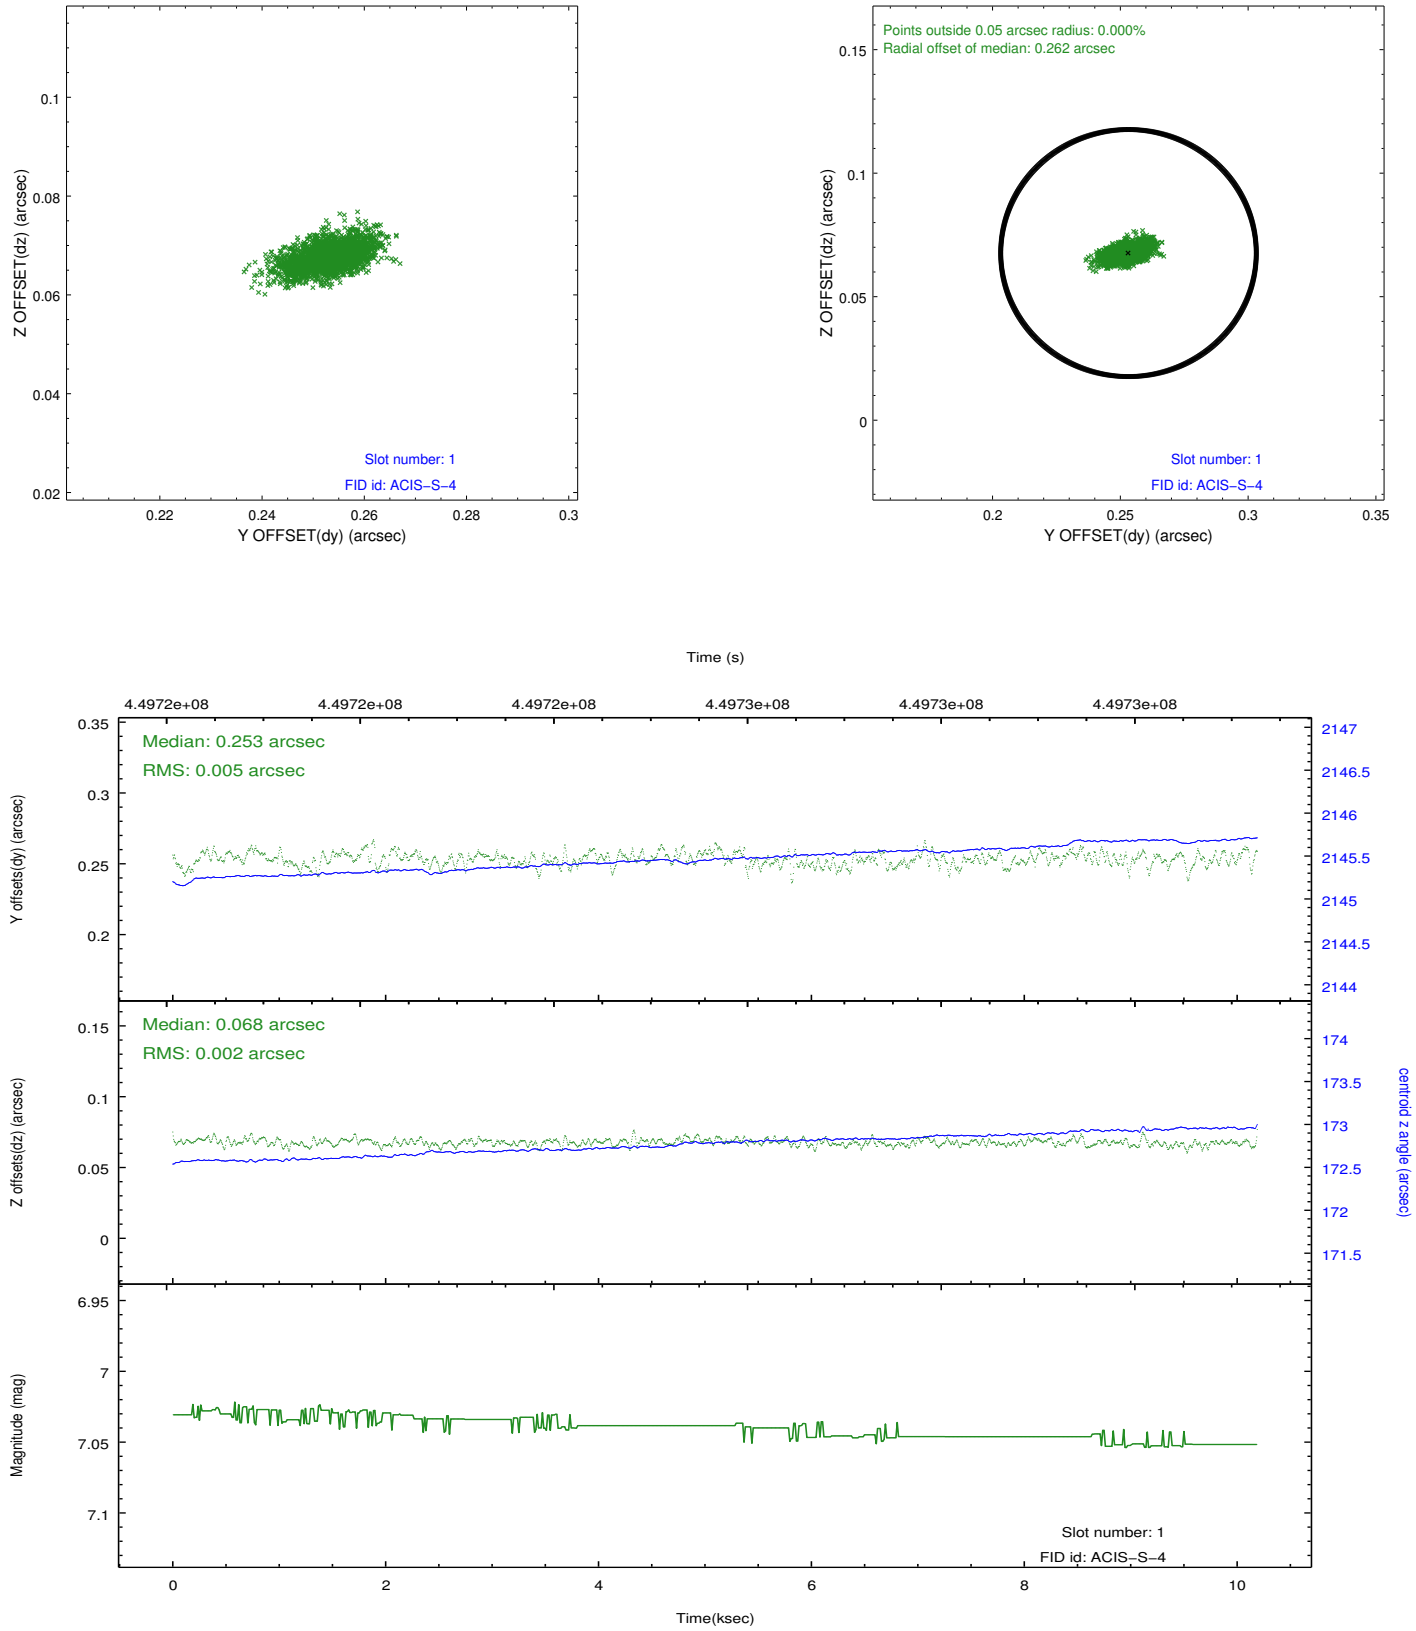 0.1
0.08
0.06
0.04
0.02
Z OFFSET(dz) (arcsec)
Slot number: 1
FID id: ACIS−S−4
0.22 0.24 0.26 0.28 0.3
Y OFFSET(dy) (arcsec)
Points outside 0.05 arcsec radius: 0.000%
Radial offset of median: 0.262 arcsec
0.15
0.1
0.05
0
Z OFFSET(dz) (arcsec)
Slot number: 1
FID id: ACIS−S−4
0.2 0.25 0.3 0.35
Y OFFSET(dy) (arcsec)
Time (s)
4.4972e+08 4.4972e+08 4.4972e+08 4.4973e+08 4.4973e+08 4.4973e+08
Median: 0.253 arcsec
RMS: 0.005 arcsec
0.35
0.3
0.25
0.2
Y offsets(dy) (arcsec)
2147
2146.5
2146
2145.5
2145
2144.5
2144
Median: 0.068 arcsec
RMS: 0.002 arcsec
0.15
0.1
0.05
0
Z offsets(dz) (arcsec)
174
173.5
173
172.5
172
171.5
centroid z angle (arcsec)
6.95
7
7.05
7.1
Magnitude (mag)
Slot number: 1
FID id: ACIS−S−4
0 2 4 6 8 10
Time(ksec)